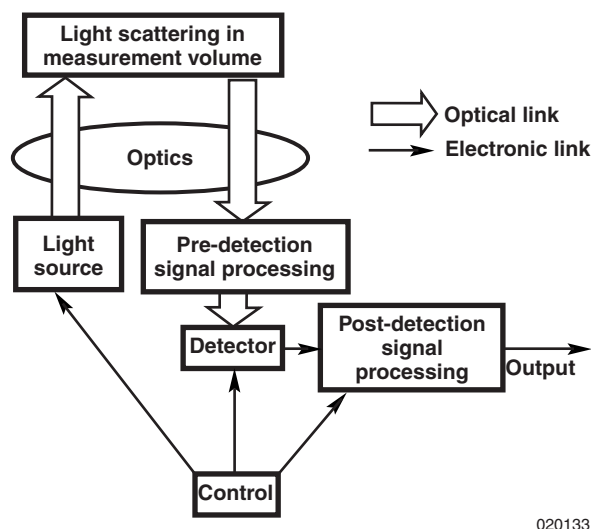 Light scattering in
measurement volume
Optical link
Electronic link
Optics
Light
source
Pre-detection
signal processing
Detector
Post-detection
signal
processing
Output
Control
020133